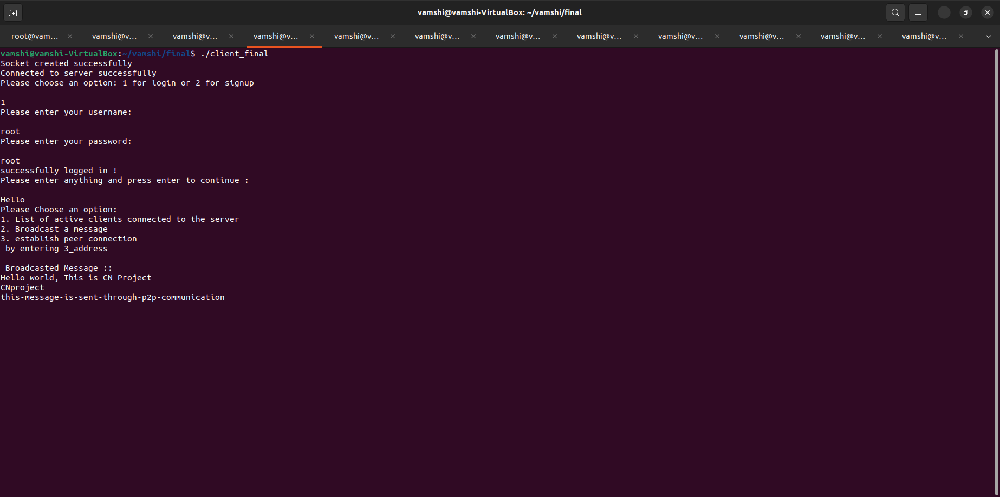 vamshi@vamshi-VirtualBox: ~/vamshi/final
root@vam... vamshi@v... vamshi@v... vamshi@v... vamshi@v... vamshi@v... vamshi@v... vamshi@v... vamshi@v... vamshi@v... vamshi@v... vamshi@v...
vamshi@vamshi-VirtualBox:~/vamshi/final$ ./client_final
Socket created successfully
Connected to server successfully
Please choose an option: 1 for login or 2 for signup
1
Please enter your username:
root
Please enter your password:
root
successfully logged in !
Please enter anything and press enter to continue :
Hello
Please Choose an option:
1. List of active clients connected to the server
2. Broadcast a message
3. establish peer connection
by entering 3_address
Broadcasted Message ::
Hello world, This is CN Project
CNproject
this-message-is-sent-through-p2p-communication